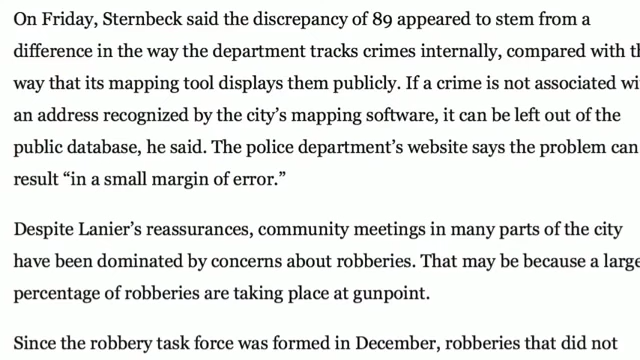 On Friday, Sternbeck said the discrepancy of 89 appeared to stem from a
difference in the way the department tracks crimes internally, compared with th
way that its mapping tool displays them publicly. If a crime is not associated wi
an address recognized by the city’s mapping software, it can be left out of the
public database, he said. The police department’s website says the problem can
result “in a small margin of error.”
Despite Lanier’s reassurances, community meetings in many parts of the city
have been dominated by concerns about robberies. That may be because a large
percentage of robberies are taking place at gunpoint.
Since the robbery task force was formed in December, robberies that did not